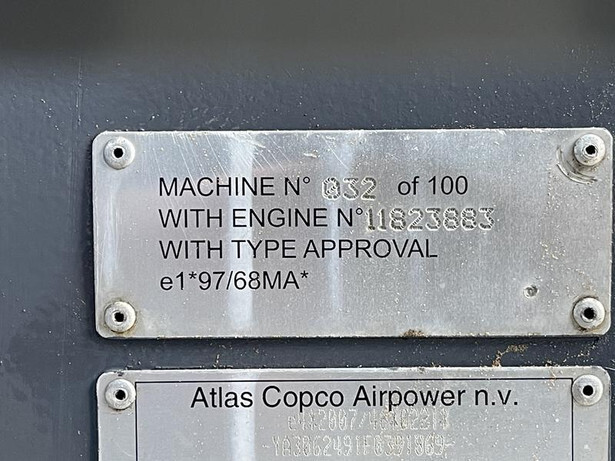 MACHINE N° 032 of 100
WITH ENGINE N° 11823883
WITH TYPE APPROVAL
e1*97/68MA*
Atlas Copco Airpower n.v.